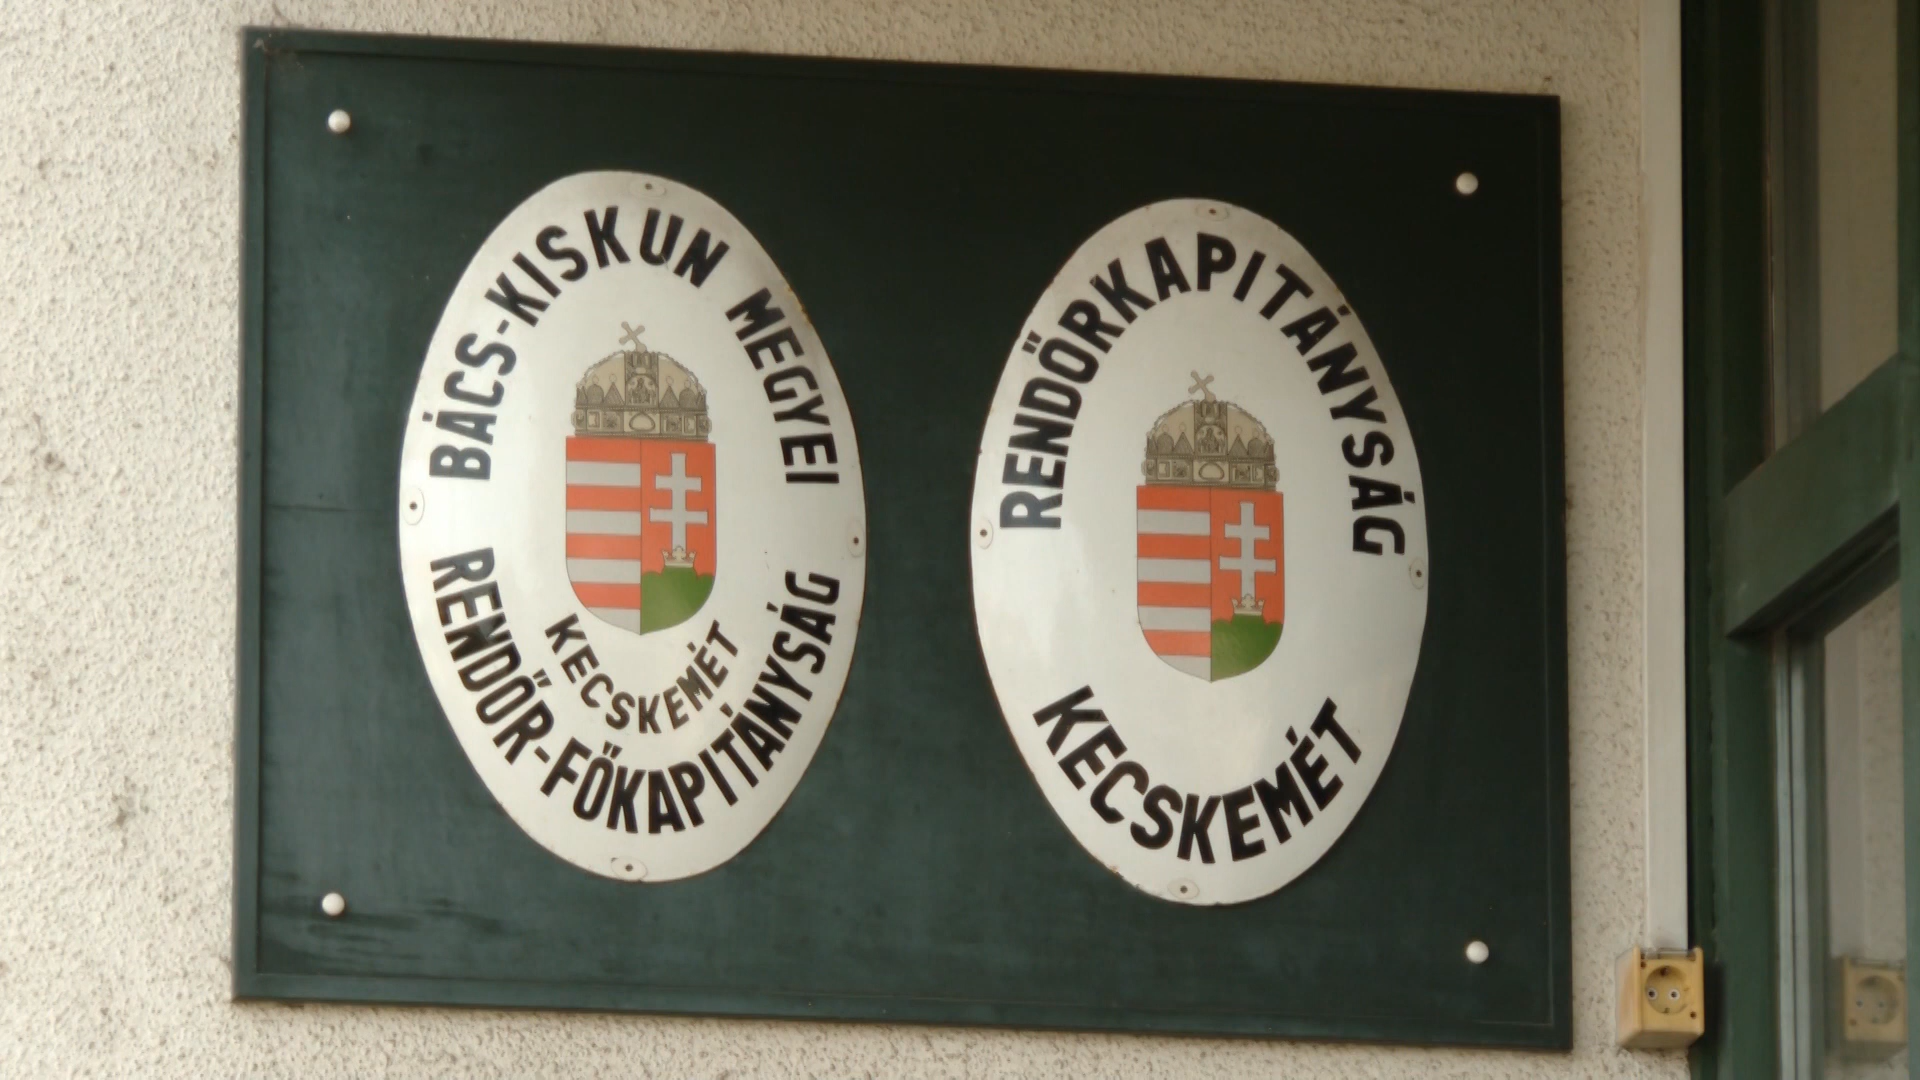 BÁCS-KISKUN MEGYEI
RENDŐR-FŐKAPITÁNYSÁG
KECSKEMÉT
RENDŐRKAPITÁNYSÁG
KECSKEMÉT